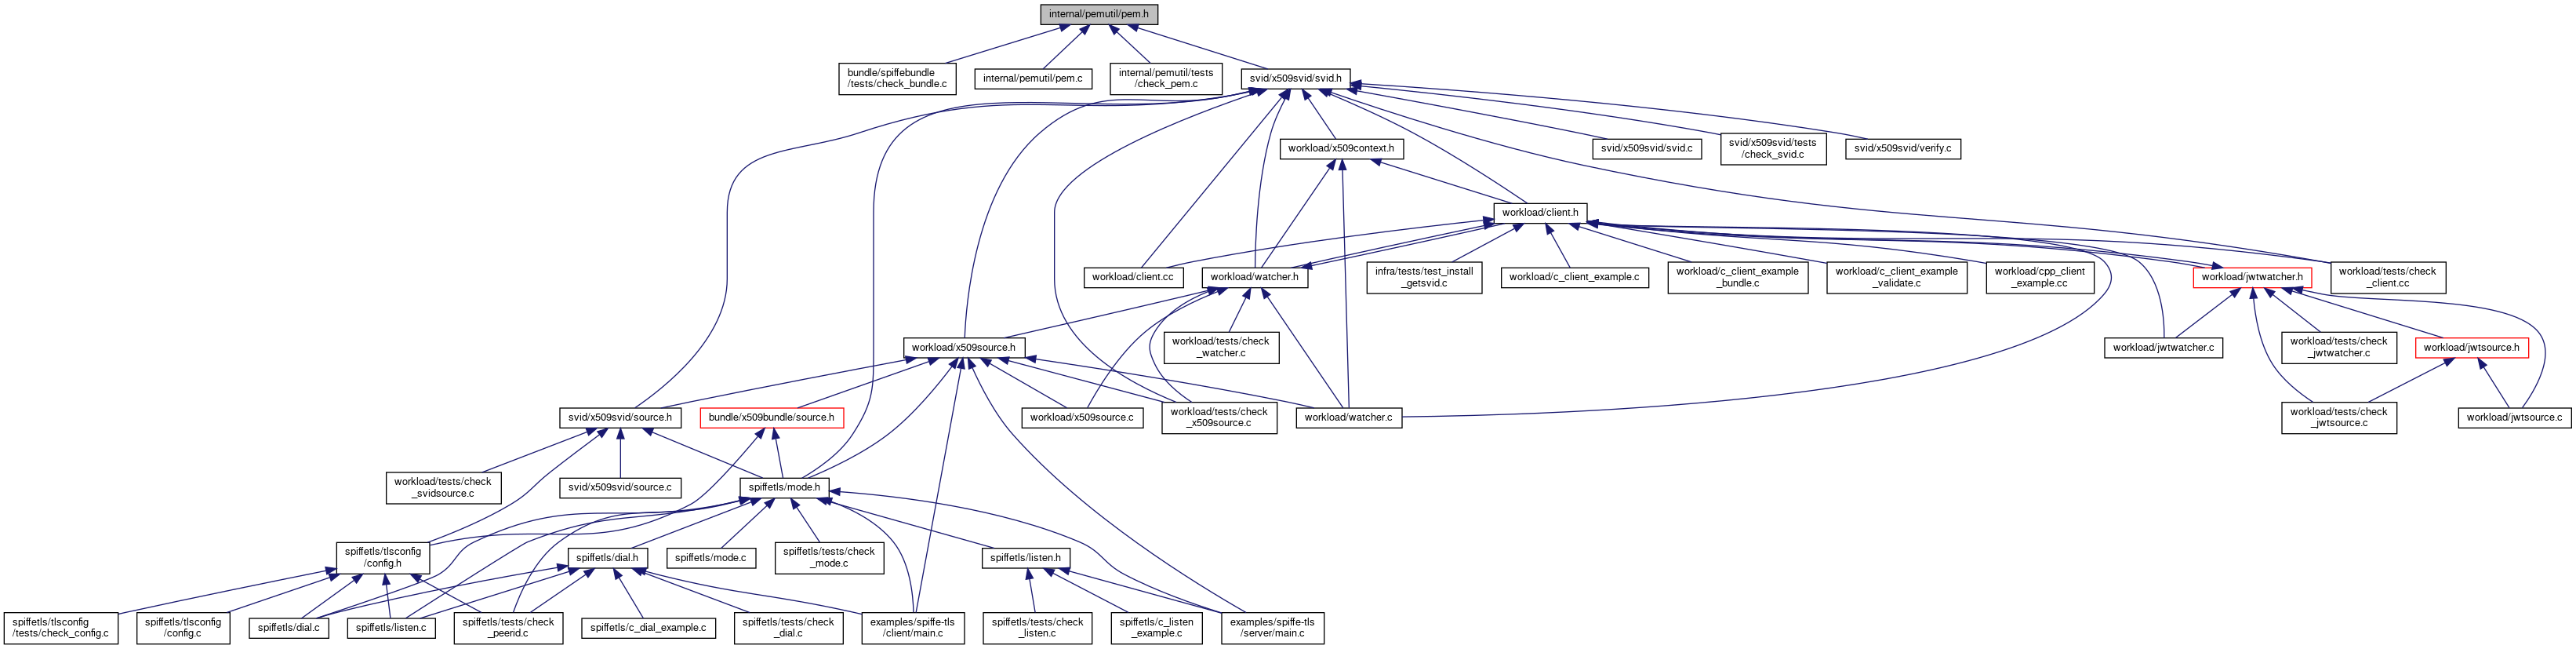 internal/pemutil/pem.h
bundle/spiffebundle
/tests/check_bundle.c
internal/pemutil/pem.c
internal/pemutil/tests
/check_pem.c
svid/x509svid/svid.h
workload/x509context.h
svid/x509svid/svid.c
svid/x509svid/tests
/check_svid.c
svid/x509svid/verify.c
workload/client.h
workload/client.cc
workload/watcher.h
infra/tests/test_install
_getsvid.c
workload/c_client_example.c
workload/c_client_example
_bundle.c
workload/c_client_example
_validate.c
workload/cpp_client
_example.cc
workload/jwtwatcher.h
workload/tests/check
_client.cc
workload/x509source.h
workload/tests/check
_watcher.c
workload/jwtwatcher.c
workload/tests/check
_jwtwatcher.c
workload/jwtsource.h
svid/x509svid/source.h
bundle/x509bundle/source.h
workload/x509source.c
workload/tests/check
_x509source.c
workload/watcher.c
workload/tests/check
_jwtsource.c
workload/jwtsource.c
workload/tests/check
_svidsource.c
svid/x509svid/source.c
spiffetls/mode.h
spiffetls/tlsconfig
/config.h
spiffetls/dial.h
spiffetls/mode.c
spiffetls/tests/check
_mode.c
spiffetls/listen.h
spiffetls/tlsconfig
/tests/check_config.c
spiffetls/tlsconfig
/config.c
spiffetls/dial.c
spiffetls/listen.c
spiffetls/tests/check
_peerid.c
spiffetls/c_dial_example.c
spiffetls/tests/check
_dial.c
examples/spiffe-tls
/client/main.c
spiffetls/tests/check
_listen.c
spiffetls/c_listen
_example.c
examples/spiffe-tls
/server/main.c